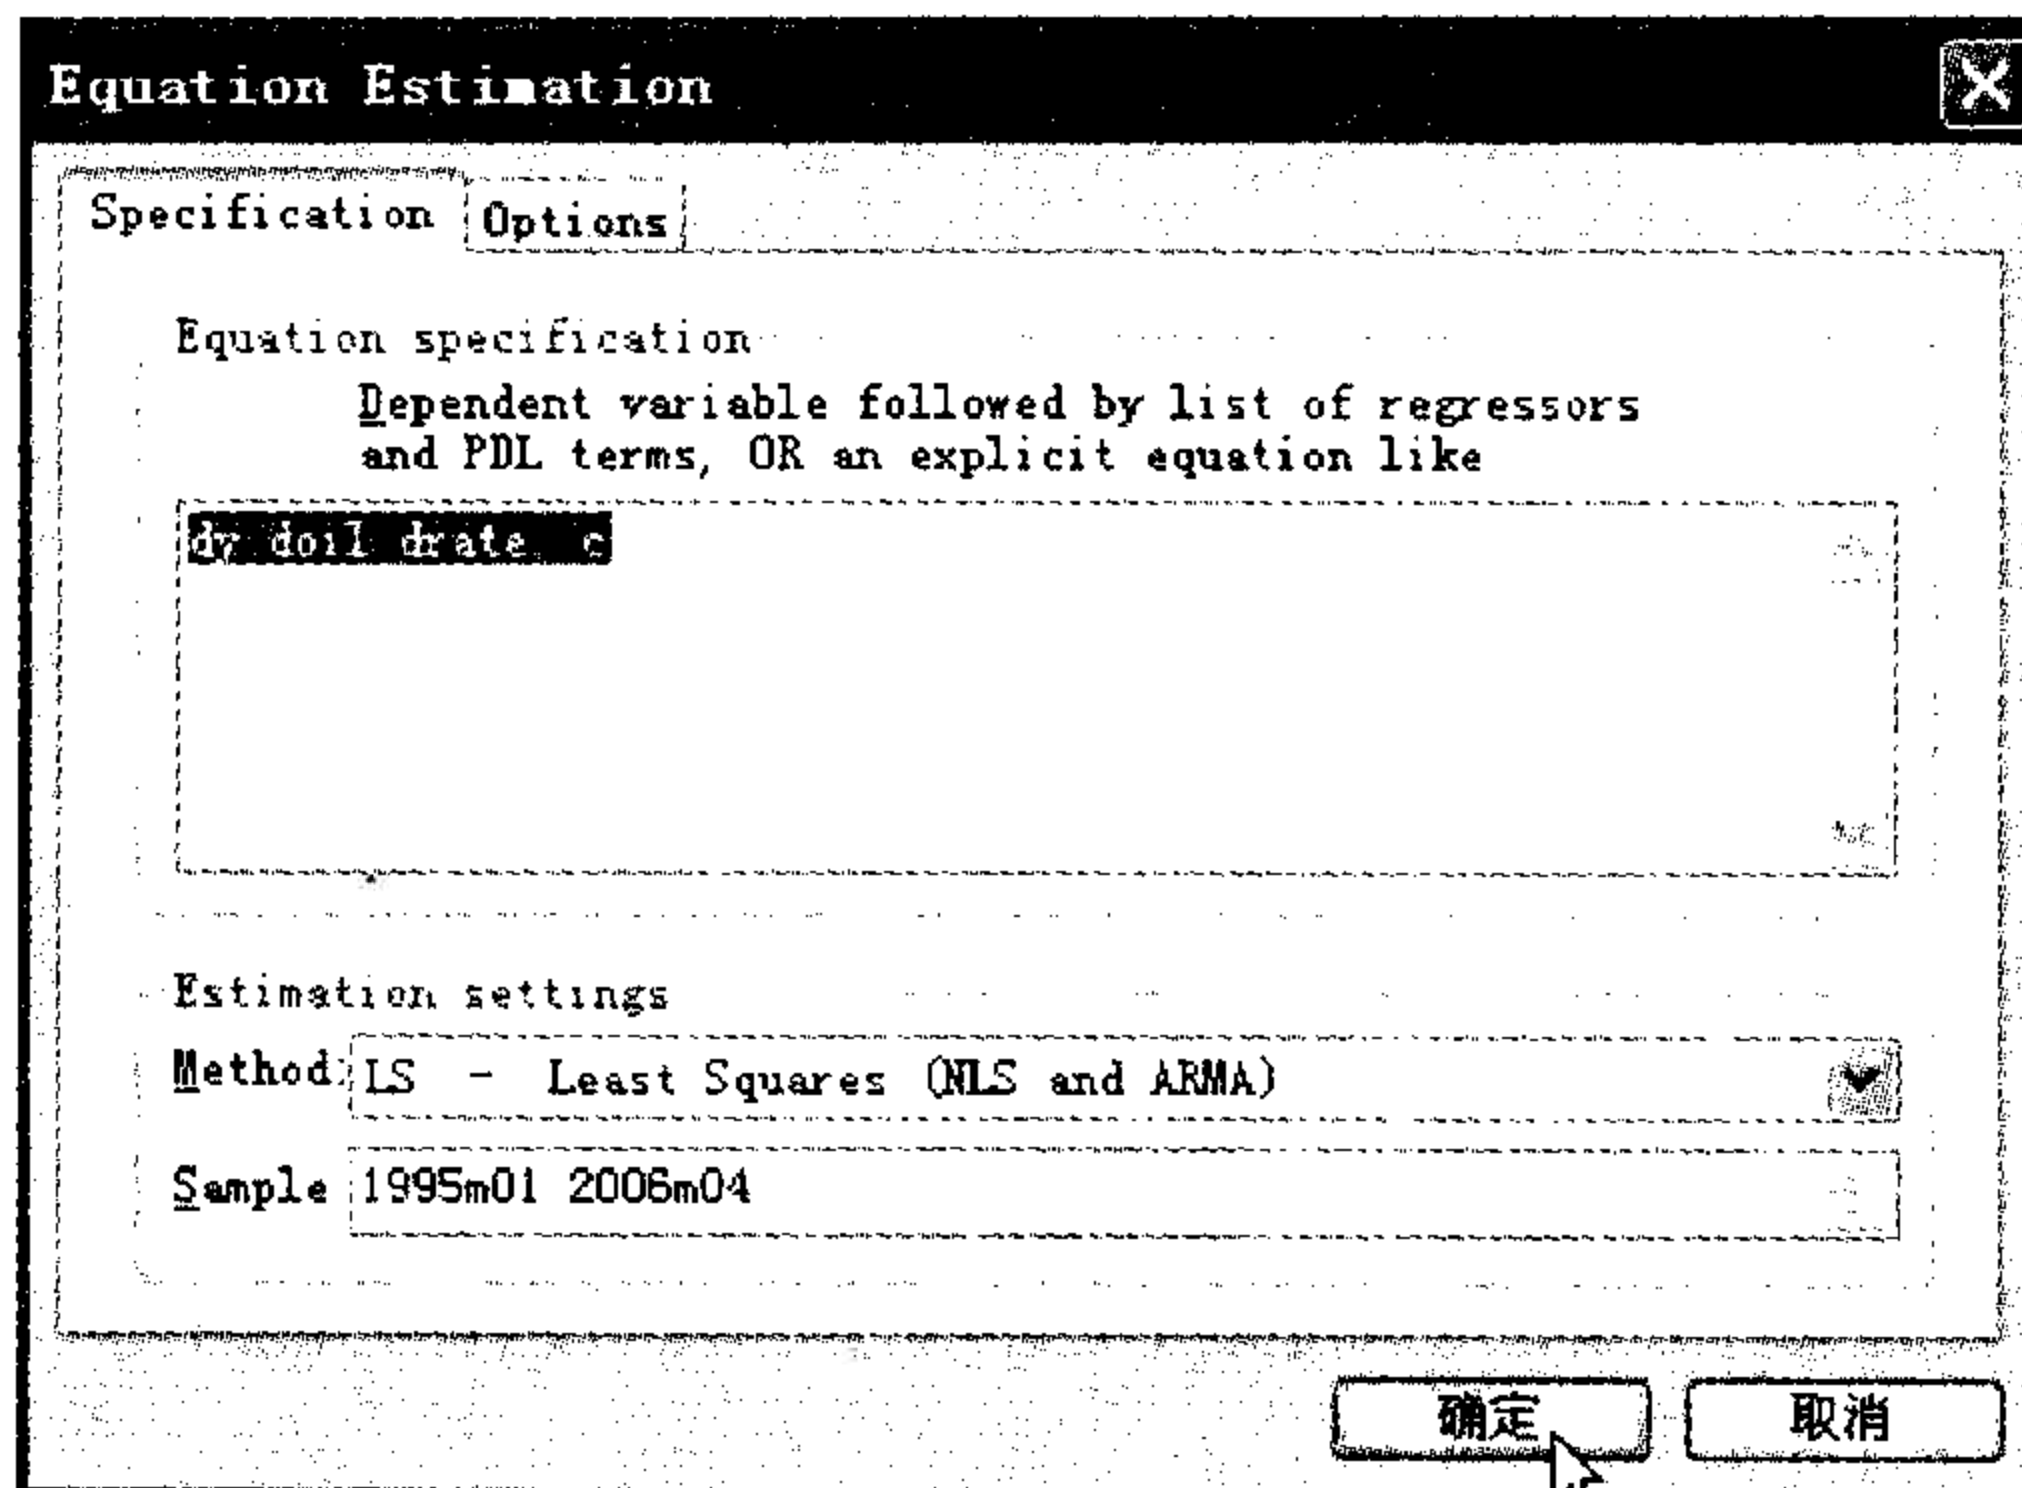 Equation Estimation
Specification
Options
Equation specification
Dependent variable followed by list of regressors
and PDL terms, OR an explicit equation like
dy doil drate c
Estimation settings
Method:
LS - Least Squares (NLS and ARMA)
Sample
1995m01 2006m04
确定
取消